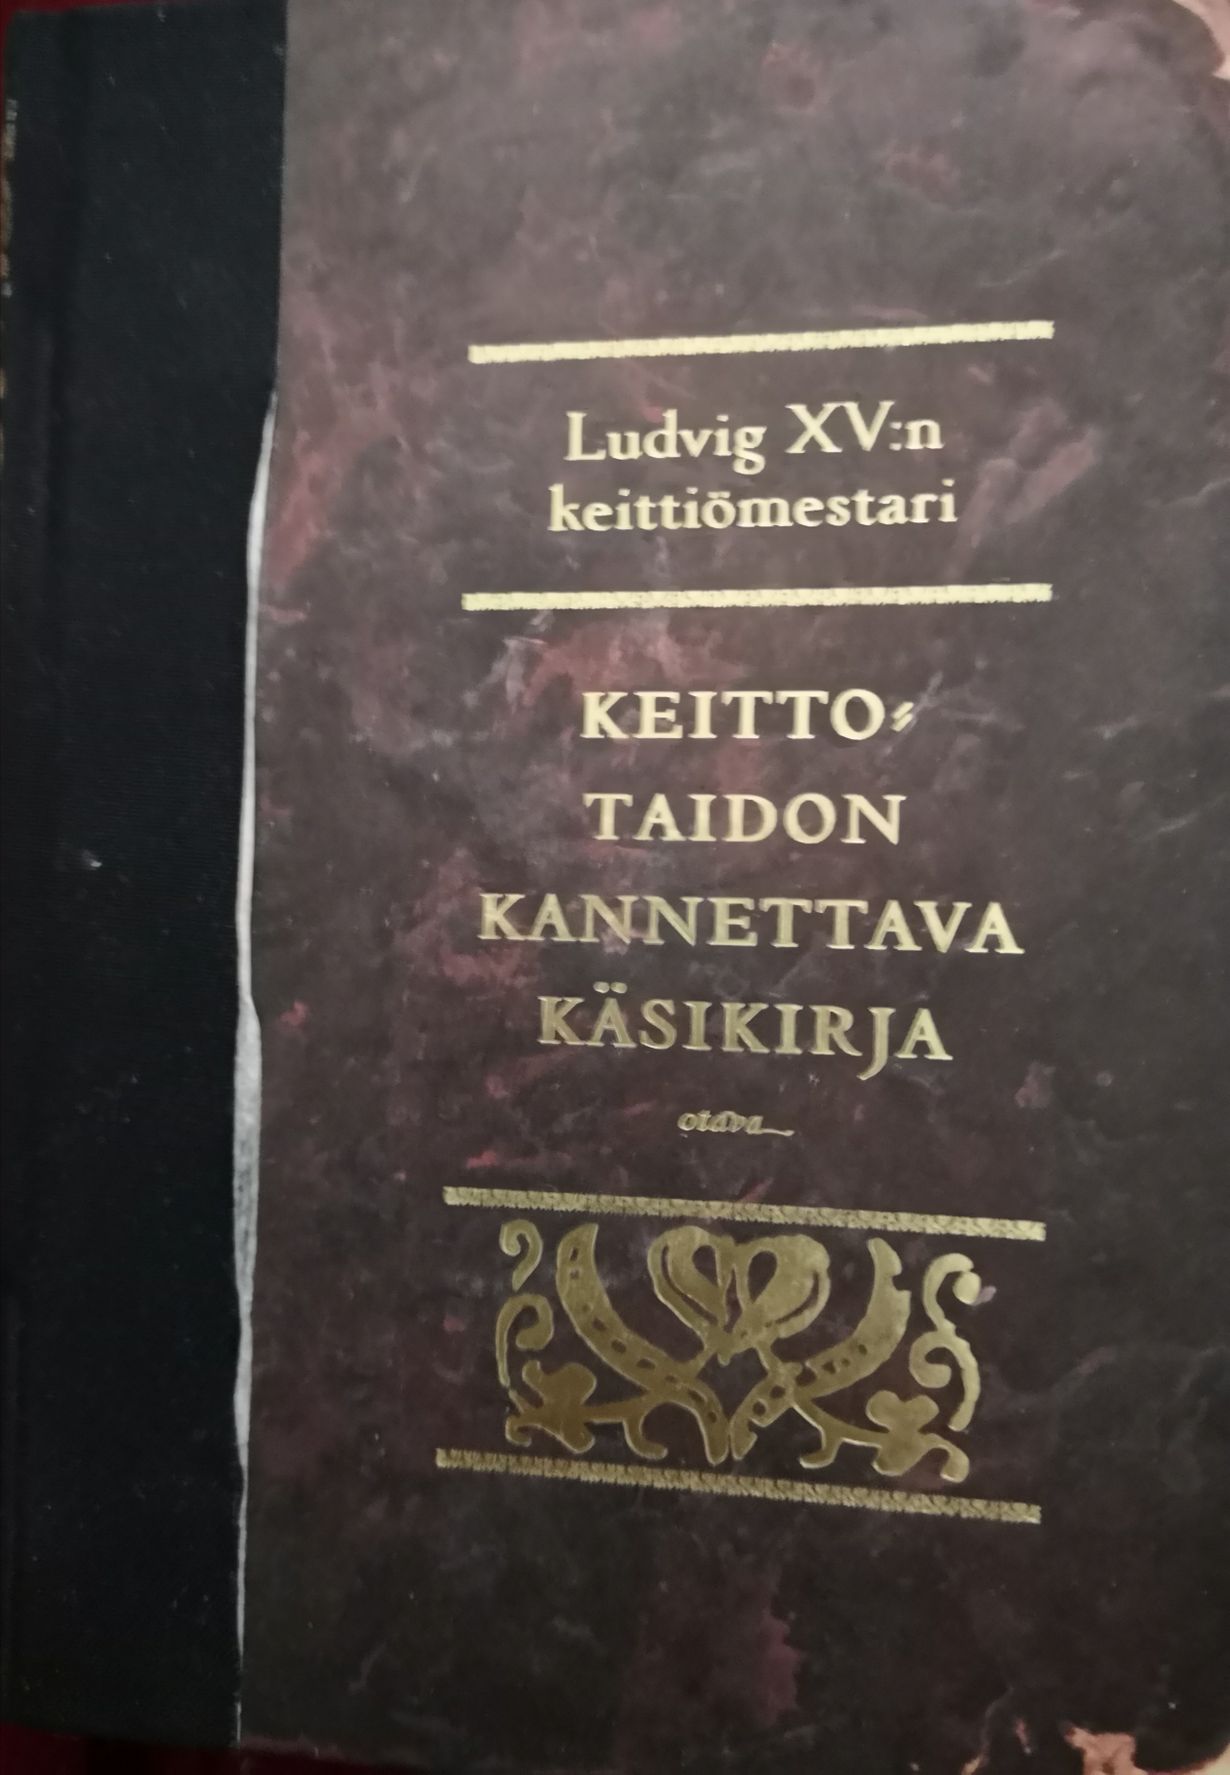 Ludvig XV:n
keittiömestari
KEITTO-
TAIDON
KANNETTAVA
KÄSIKIRJA
otava